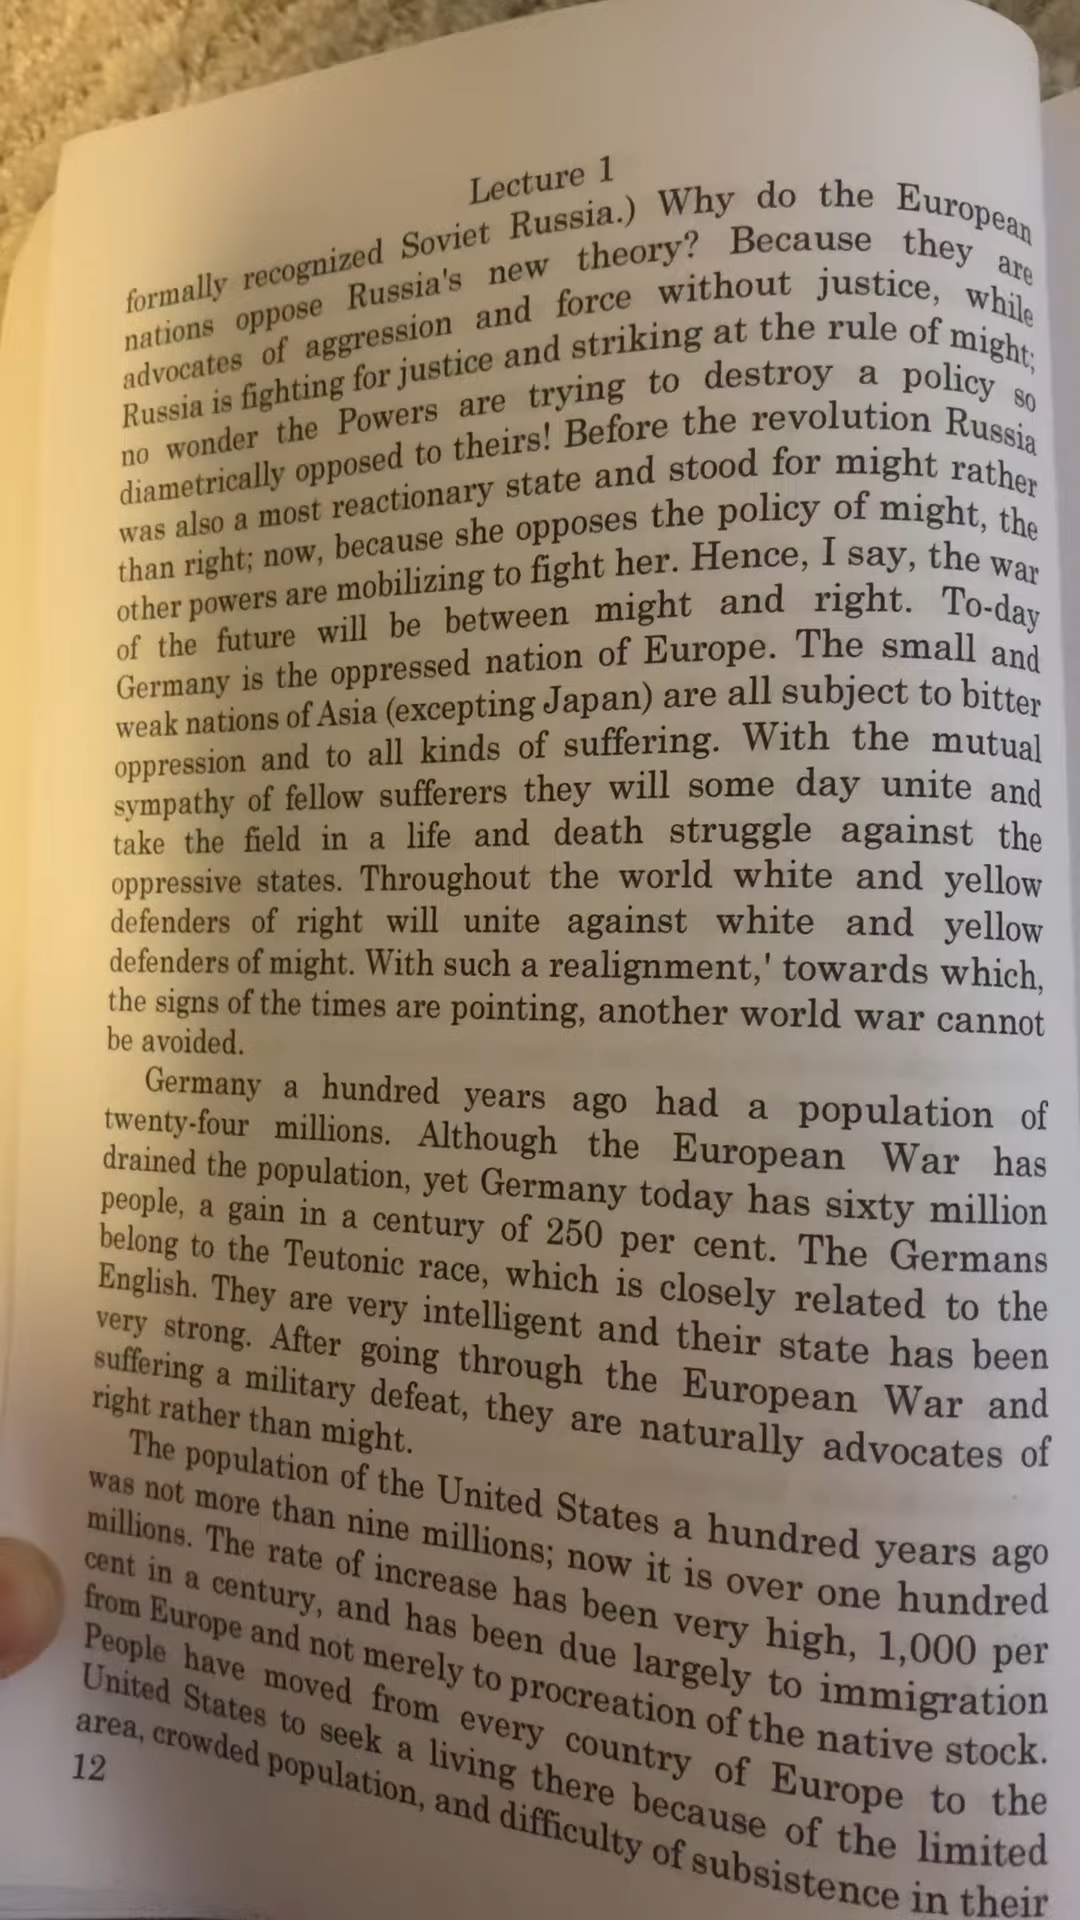 Lecture 1
formally recognized Soviet Russia.) Why do the European
nations oppose Russia's new theory? Because they are
advocates of aggression and force without justice, while
Russia is fighting for justice and striking at the rule of might;
no wonder the Powers are trying to destroy a policy so
diametrically opposed to theirs! Before the revolution Russia
was also a most reactionary state and stood for might rather
than right; now, because she opposes the policy of might, the
other powers are mobilizing to fight her. Hence, I say, the war
of the future will be between might and right. To-day
Germany is the oppressed nation of Europe. The small and
weak nations of Asia (excepting Japan) are all subject to bitter
oppression and to all kinds of suffering. With the mutual
sympathy of fellow sufferers they will some day unite and
take the field in a life and death struggle against the
oppressive states. Throughout the world white and yellow
defenders of right will unite against white and yellow
defenders of might. With such a realignment,' towards which,
the signs of the times are pointing, another world war cannot
be avoided.
Germany a hundred years ago had a population of
twenty-four millions. Although the European War has
drained the population, yet Germany today has sixty million
people, a gain in a century of 250 per cent. The Germans
belong to the Teutonic race, which is closely related to the
English. They are very intelligent and their state has been
very strong. After going through the European War and
suffering a military defeat, they are naturally advocates of
right rather than might.
The population of the United States a hundred years ago
was not more than nine millions; now it is over one hundred
millions. The rate of increase has been very high, 1,000 per
cent in a century, and has been due largely to immigration
from Europe and not merely to procreation of the native stock.
People have moved from every country of Europe to the
United States to seek a living there because of the limited
area, crowded population, and difficulty of subsistence in their
12